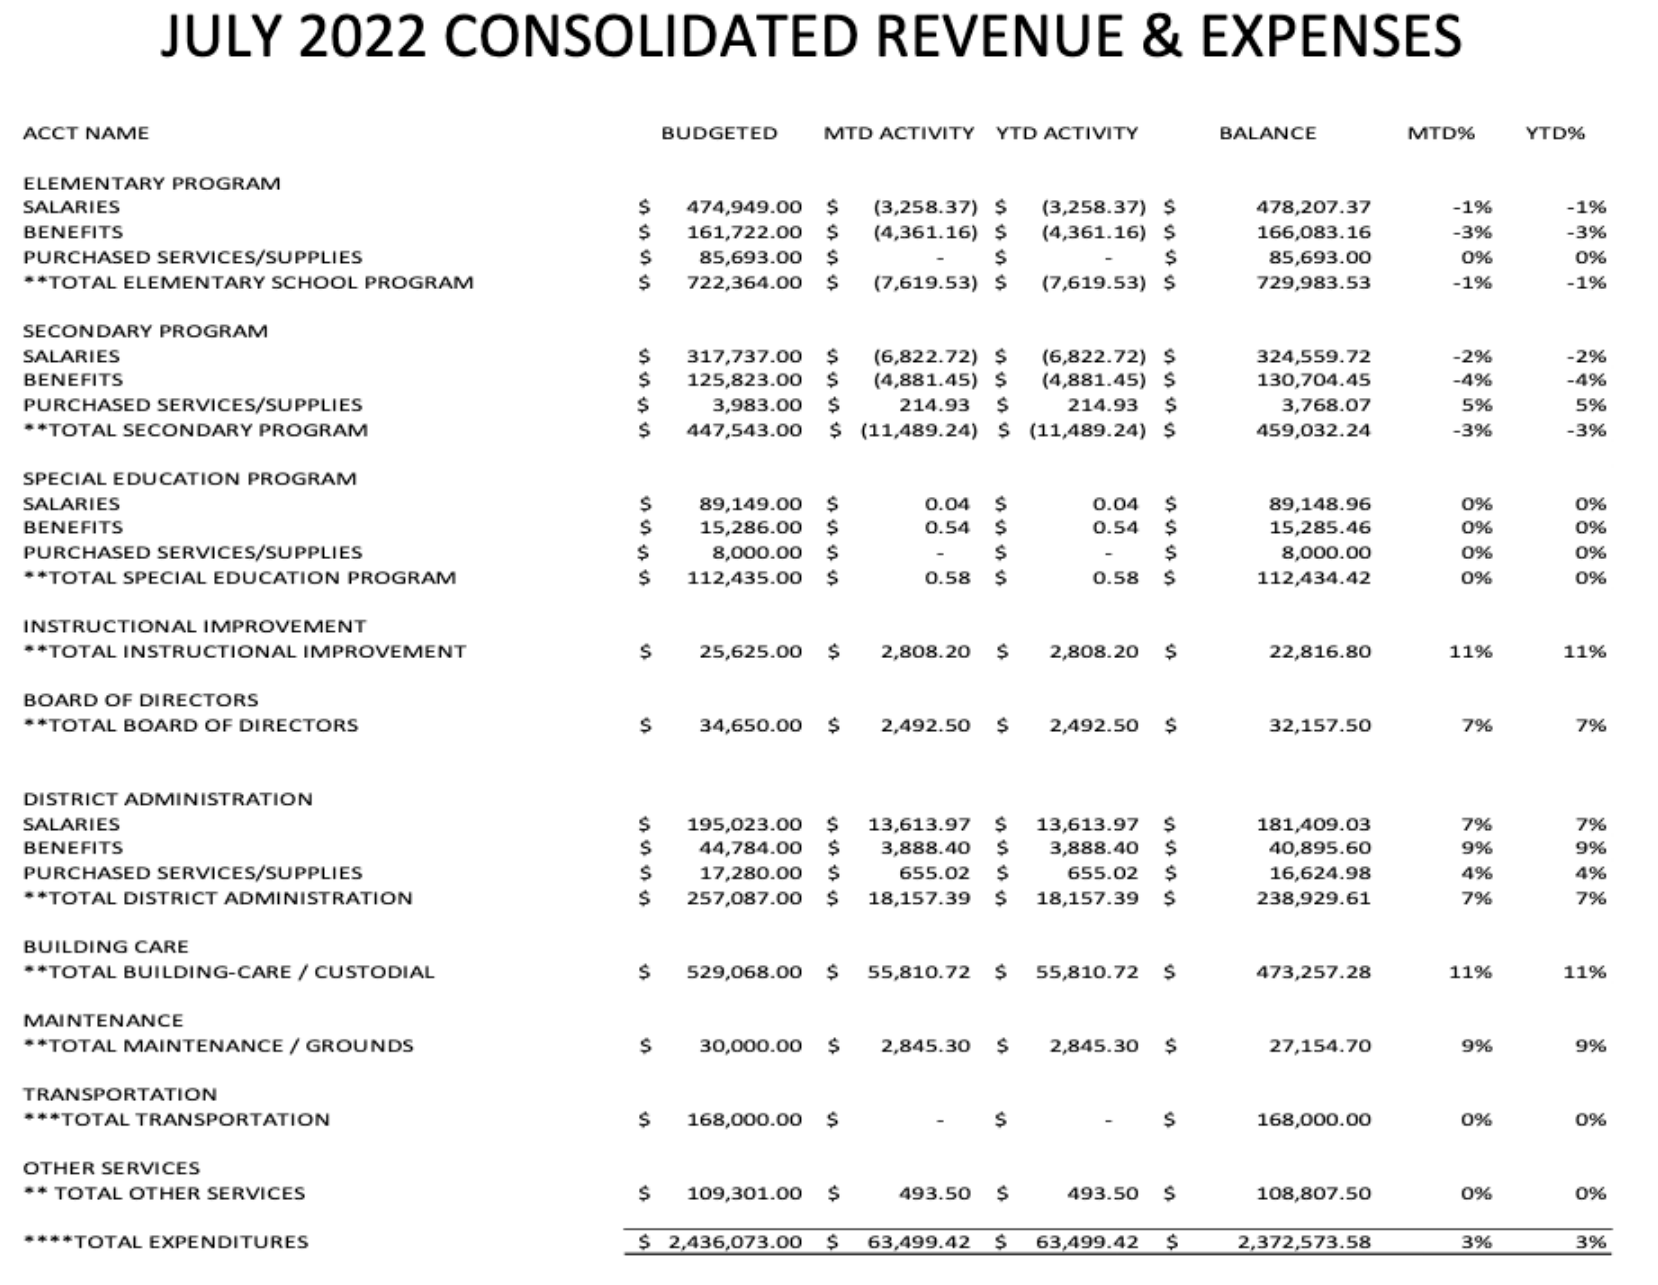 JULY 2022 CONSOLIDATED REVENUE & EXPENSES
ACCT NAME BUDGETED MTD ACTIVITY YTD ACTIVITY BALANCE MTD% YTD%
ELEMENTARY PROGRAM
SALARIES $ 474,949.00 $ (3,258.37) $ (3,258.37) $ 478,207.37 -1% -1%
BENEFITS $ 161,722.00 $ (4,361.16) $ (4,361.16) $ 166,083.16 -3% -3%
PURCHASED SERVICES/SUPPLIES $ 85,693.00 $ - $ - $ 85,693.00 0% 0%
**TOTAL ELEMENTARY SCHOOL PROGRAM $ 722,364.00 $ (7,619.53) $ (7,619.53) $ 729,983.53 -1% -1%
SECONDARY PROGRAM
SALARIES $ 317,737.00 $ (6,822.72) $ (6,822.72) $ 324,559.72 -2% -2%
BENEFITS $ 125,823.00 $ (4,881.45) $ (4,881.45) $ 130,704.45 -4% -4%
PURCHASED SERVICES/SUPPLIES $ 3,983.00 $ 214.93 $ 214.93 $ 3,768.07 5% 5%
**TOTAL SECONDARY PROGRAM $ 447,543.00 $ (11,489.24) $ (11,489.24) $ 459,032.24 -3% -3%
SPECIAL EDUCATION PROGRAM
SALARIES $ 89,149.00 $ 0.04 $ 0.04 $ 89,148.96 0% 0%
BENEFITS $ 15,286.00 $ 0.54 $ 0.54 $ 15,285.46 0% 0%
PURCHASED SERVICES/SUPPLIES $ 8,000.00 $ - $ - $ 8,000.00 0% 0%
**TOTAL SPECIAL EDUCATION PROGRAM $ 112,435.00 $ 0.58 $ 0.58 $ 112,434.42 0% 0%
INSTRUCTIONAL IMPROVEMENT
**TOTAL INSTRUCTIONAL IMPROVEMENT $ 25,625.00 $ 2,808.20 $ 2,808.20 $ 22,816.80 11% 11%
BOARD OF DIRECTORS
**TOTAL BOARD OF DIRECTORS $ 34,650.00 $ 2,492.50 $ 2,492.50 $ 32,157.50 7% 7%
DISTRICT ADMINISTRATION
SALARIES $ 195,023.00 $ 13,613.97 $ 13,613.97 $ 181,409.03 7% 7%
BENEFITS $ 44,784.00 $ 3,888.40 $ 3,888.40 $ 40,895.60 9% 9%
PURCHASED SERVICES/SUPPLIES $ 17,280.00 $ 655.02 $ 655.02 $ 16,624.98 4% 4%
**TOTAL DISTRICT ADMINISTRATION $ 257,087.00 $ 18,157.39 $ 18,157.39 $ 238,929.61 7% 7%
BUILDING CARE
**TOTAL BUILDING-CARE / CUSTODIAL $ 529,068.00 $ 55,810.72 $ 55,810.72 $ 473,257.28 11% 11%
MAINTENANCE
**TOTAL MAINTENANCE / GROUNDS $ 30,000.00 $ 2,845.30 $ 2,845.30 $ 27,154.70 9% 9%
TRANSPORTATION
***TOTAL TRANSPORTATION $ 168,000.00 $ - $ - $ 168,000.00 0% 0%
OTHER SERVICES
** TOTAL OTHER SERVICES $ 109,301.00 $ 493.50 $ 493.50 $ 108,807.50 0% 0%
****TOTAL EXPENDITURES $ 2,436,073.00 $ 63,499.42 $ 63,499.42 $ 2,372,573.58 3% 3%